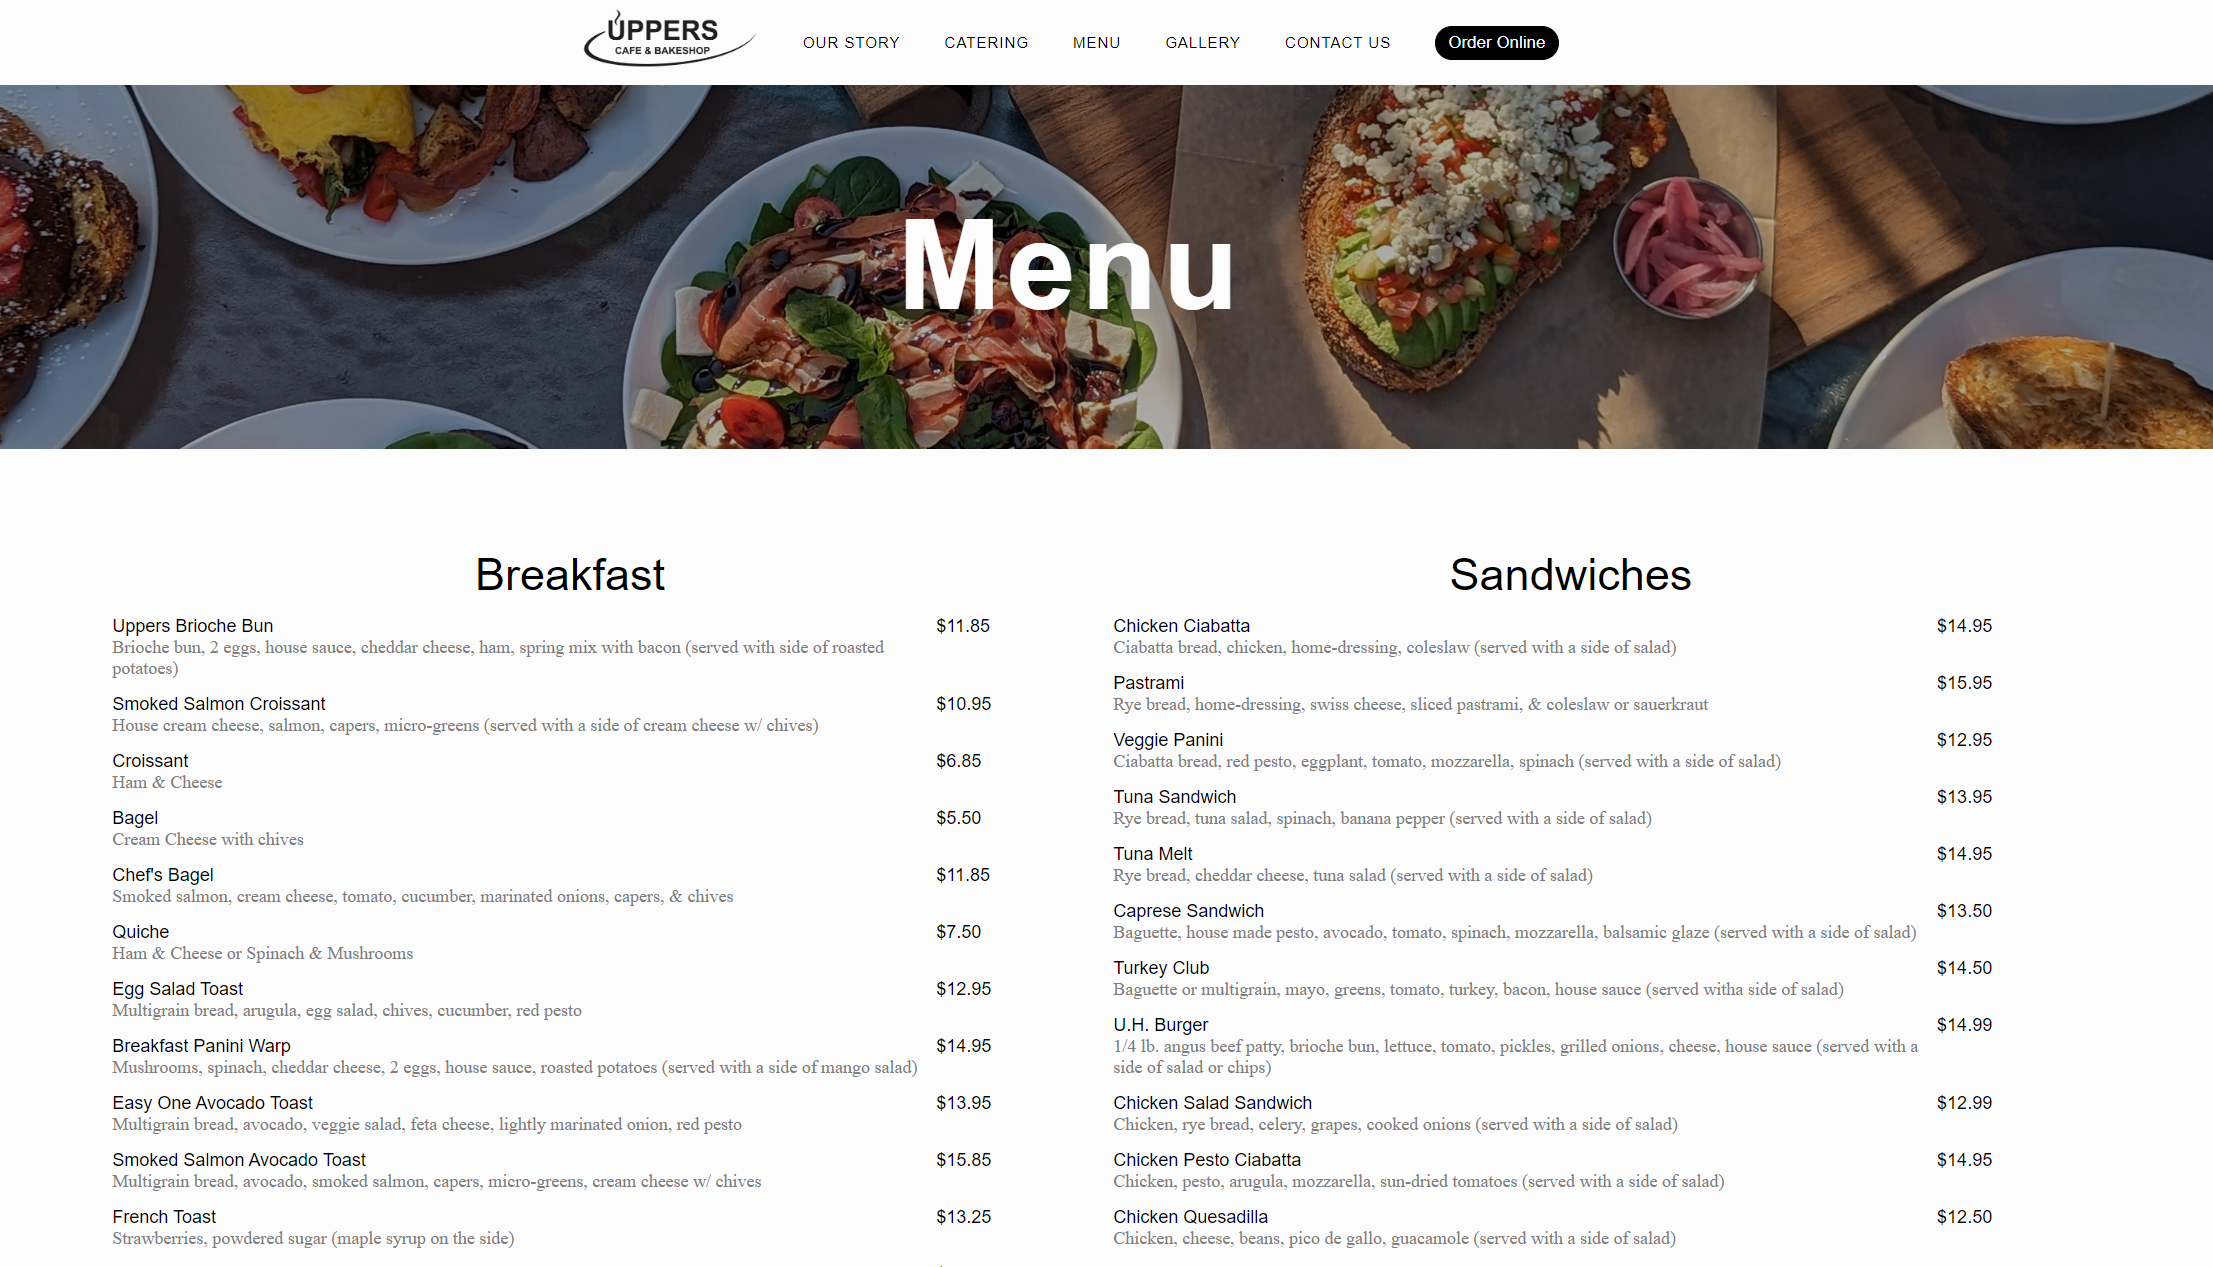 UPPERS
CAFE & BAKESHOP
OUR STORY
CATERING
MENU
GALLERY
CONTACT US
Order Online
Menu
Breakfast
Uppers Brioche Bun $11.85
Brioche bun, 2 eggs, house sauce, cheddar cheese, ham, spring mix with bacon (served with side of roasted
potatoes)
Smoked Salmon Croissant $10.95
House cream cheese, salmon, capers, micro-greens (served with a side of cream cheese w/ chives)
Croissant $6.85
Ham & Cheese
Bagel $5.50
Cream Cheese with chives
Chef's Bagel $11.85
Smoked salmon, cream cheese, tomato, cucumber, marinated onions, capers, & chives
Quiche $7.50
Ham & Cheese or Spinach & Mushrooms
Egg Salad Toast $12.95
Multigrain bread, arugula, egg salad, chives, cucumber, red pesto
Breakfast Panini Warp $14.95
Mushrooms, spinach, cheddar cheese, 2 eggs, house sauce, roasted potatoes (served with a side of mango salad)
Easy One Avocado Toast $13.95
Multigrain bread, avocado, veggie salad, feta cheese, lightly marinated onion, red pesto
Smoked Salmon Avocado Toast $15.85
Multigrain bread, avocado, smoked salmon, capers, micro-greens, cream cheese w/ chives
French Toast $13.25
Strawberries, powdered sugar (maple syrup on the side)
Sandwiches
Chicken Ciabatta $14.95
Ciabatta bread, chicken, home-dressing, coleslaw (served with a side of salad)
Pastrami $15.95
Rye bread, home-dressing, swiss cheese, sliced pastrami, & coleslaw or sauerkraut
Veggie Panini $12.95
Ciabatta bread, red pesto, eggplant, tomato, mozzarella, spinach (served with a side of salad)
Tuna Sandwich $13.95
Rye bread, tuna salad, spinach, banana pepper (served with a side of salad)
Tuna Melt $14.95
Rye bread, cheddar cheese, tuna salad (served with a side of salad)
Caprese Sandwich $13.50
Baguette, house made pesto, avocado, tomato, spinach, mozzarella, balsamic glaze (served with a side of salad)
Turkey Club $14.50
Baguette or multigrain, mayo, greens, tomato, turkey, bacon, house sauce (served witha side of salad)
U.H. Burger $14.99
1/4 lb. angus beef patty, brioche bun, lettuce, tomato, pickles, grilled onions, cheese, house sauce (served with a
side of salad or chips)
Chicken Salad Sandwich $12.99
Chicken, rye bread, celery, grapes, cooked onions (served with a side of salad)
Chicken Pesto Ciabatta $14.95
Chicken, pesto, arugula, mozzarella, sun-dried tomatoes (served with a side of salad)
Chicken Quesadilla $12.50
Chicken, cheese, beans, pico de gallo, guacamole (served with a side of salad)